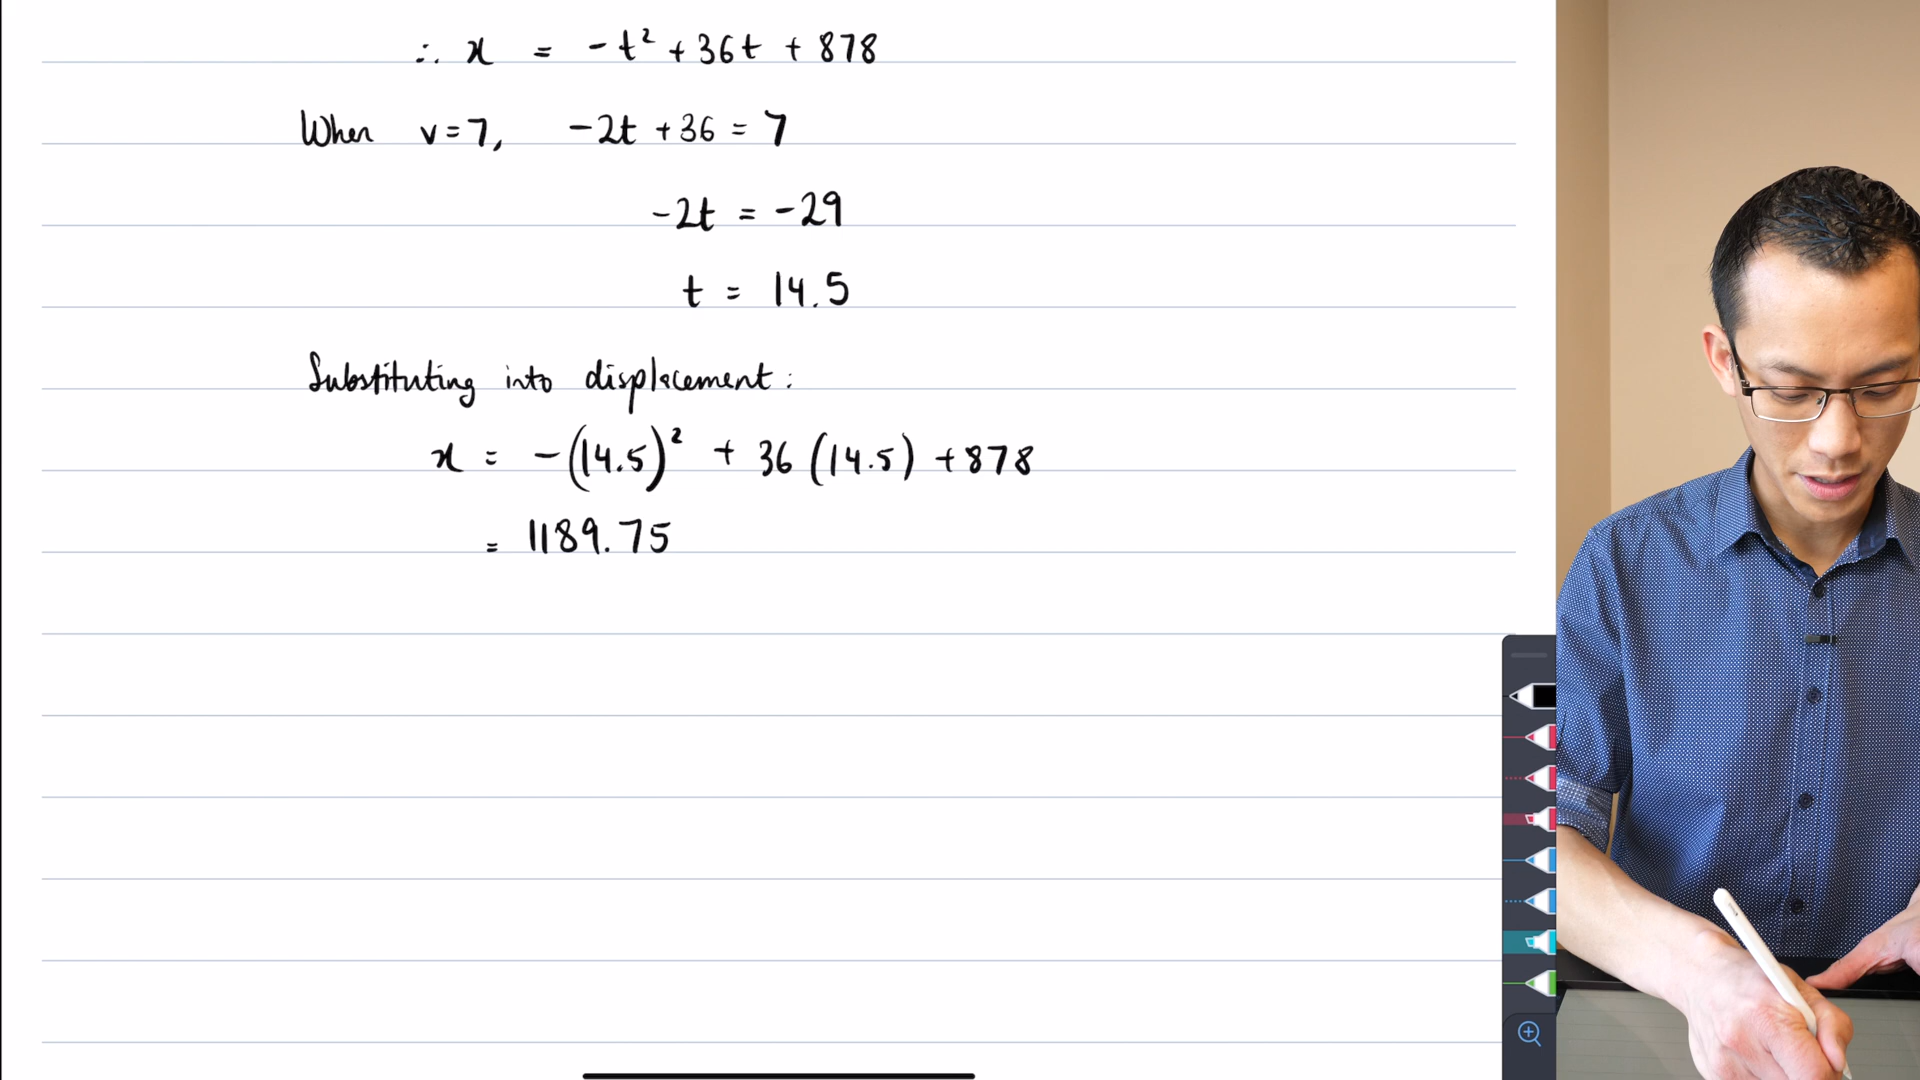 ∴ x = -t² + 36t + 878
When v=7, -2t + 36 = 7
-2t = -29
t = 14.5
Substituting into displacement:
x = -(14.5)² + 36 (14.5) + 878
= 1189.75